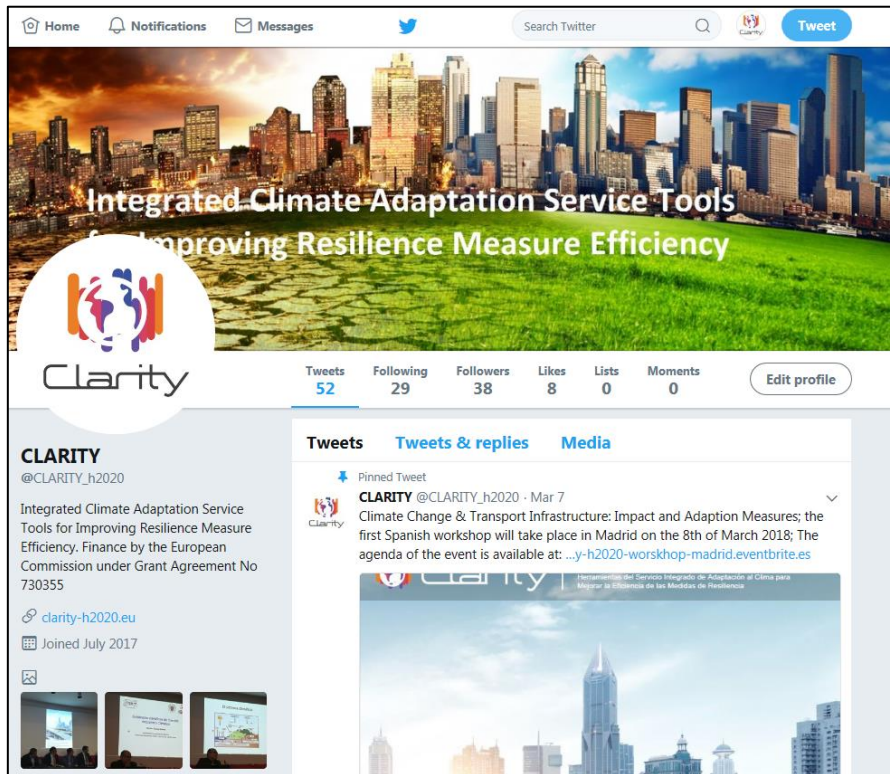 Home Notifications Messages Search Twitter Clarity Tweet
Integrated Climate Adaptation Service Tools
Improving Resilience Measure Efficiency
Clarity
Tweets Following Followers Likes Lists Moments
52 29 38 8 0 0
Edit profile
CLARITY
@CLARITY_h2020
Integrated Climate Adaptation Service
Tools for Improving Resilience Measure
Efficiency. Finance by the European
Commission under Grant Agreement No
730355
clarity-h2020.eu
Joined July 2017
Tweets Tweets & replies Media
Pinned Tweet
CLARITY @CLARITY_h2020 · Mar 7
Clarity
Climate Change & Transport Infrastructure: Impact and Adaption Measures; the
first Spanish workshop will take place in Madrid on the 8th of March 2018; The
agenda of the event is available at: ...y-h2020-worskhop-madrid.eventbrite.es
Clarity
Herramientas del Servicio Integrado de Adaptación al Clima para
Mejorar la Eficiencia de las Medidas de Resiliencia